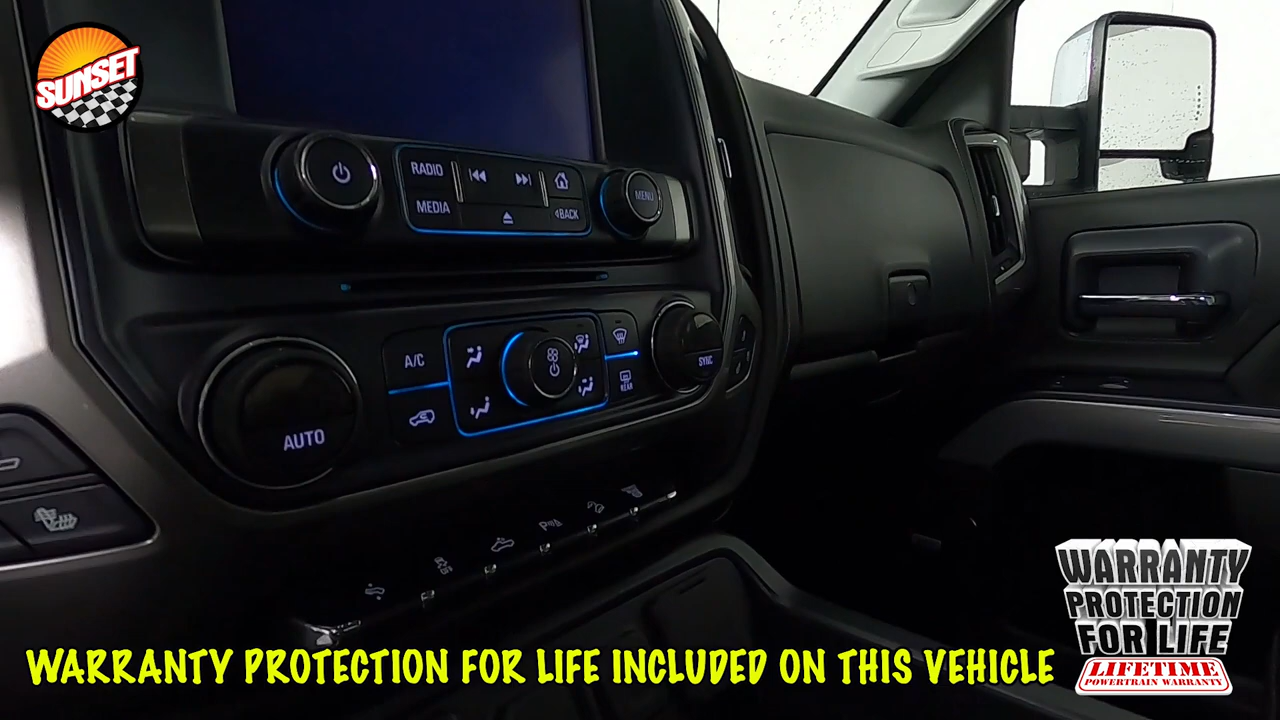 SUNSET
RADIO
MEDIA
BACK
MENU
A/C
AUTO
SYNC
REAR
WARRANTY
PROTECTION
FOR LIFE
LIFETIME
POWERTRAIN WARRANTY
WARRANTY PROTECTION FOR LIFE INCLUDED ON THIS VEHICLE